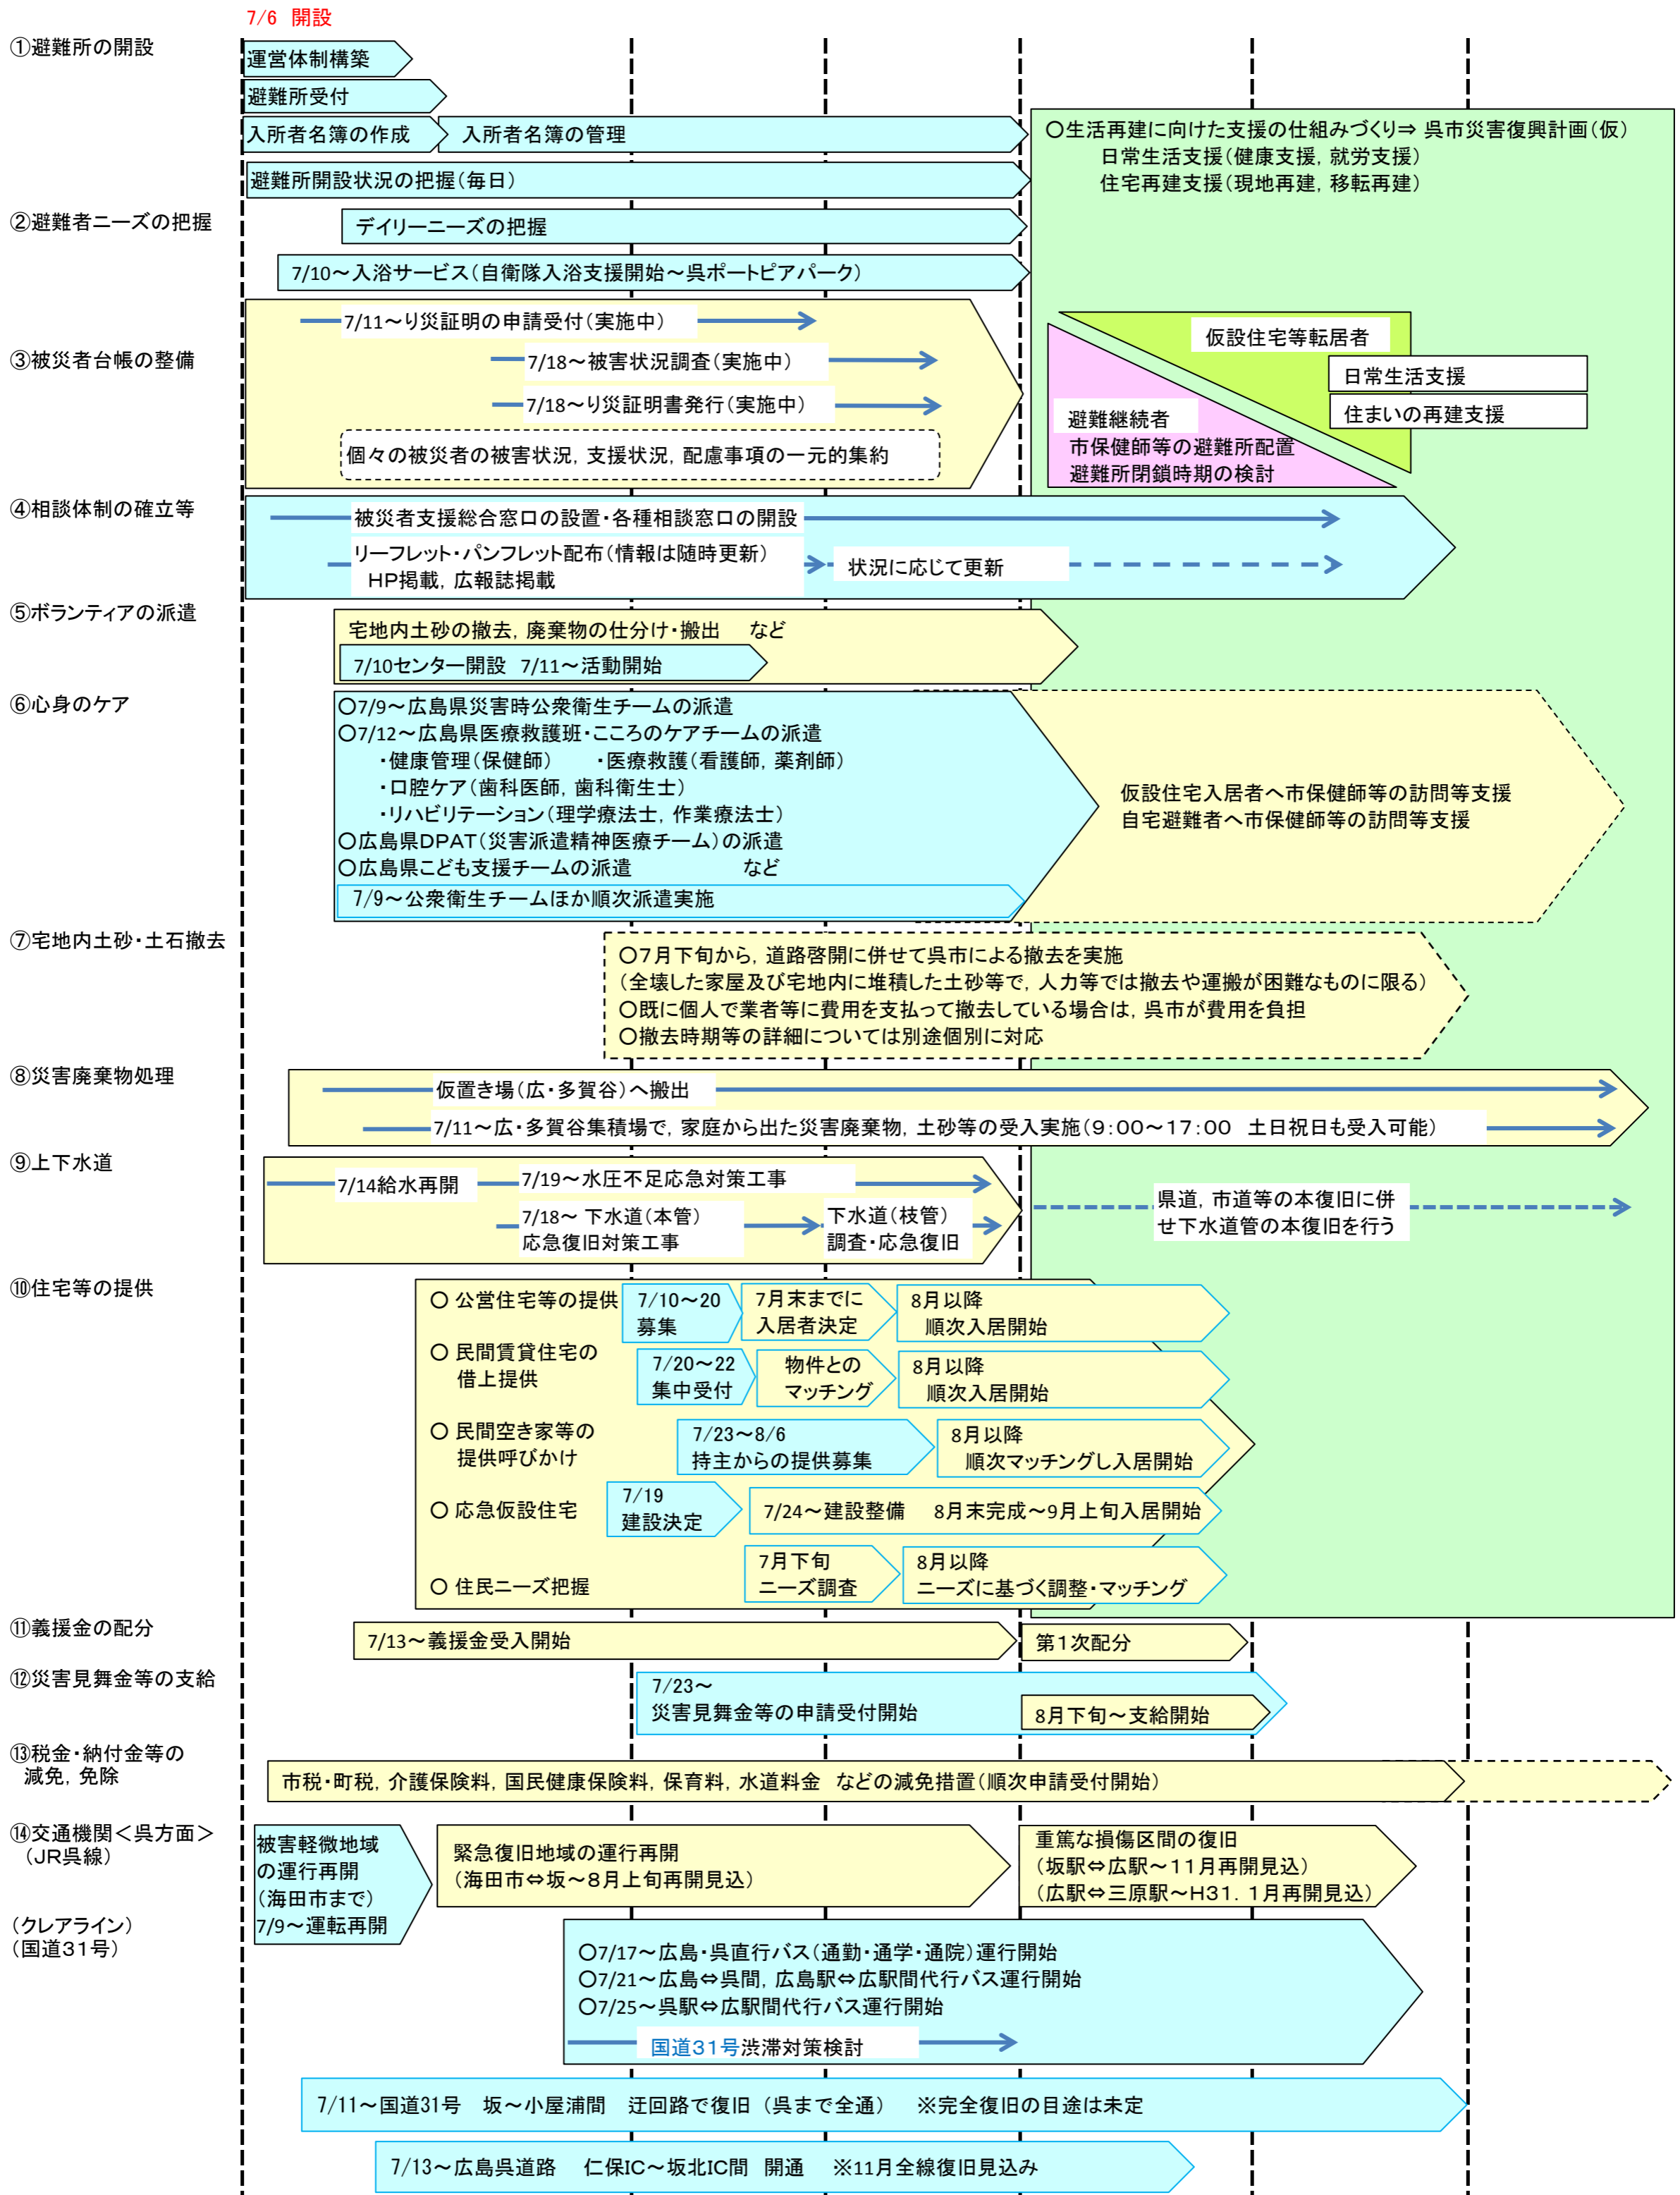 7/6 開設
①避難所の開設
運営体制構築
避難所受付
入所者名簿の作成
入所者名簿の管理
避難所開設状況の把握(毎日)
○生活再建に向けた支援の仕組みづくり⇒ 呉市災害復興計画(仮)
日常生活支援(健康支援, 就労支援)
住宅再建支援(現地再建, 移転再建)
②避難者ニーズの把握
デイリーニーズの把握
7/10～入浴サービス(自衛隊入浴支援開始～呉ポートピアパーク)
③被災者台帳の整備
7/11～り災証明の申請受付(実施中)
7/18～被害状況調査(実施中)
7/18～り災証明書発行(実施中)
個々の被災者の被害状況, 支援状況, 配慮事項の一元的集約
仮設住宅等転居者
日常生活支援
住まいの再建支援
避難継続者
市保健師等の避難所配置
避難所閉鎖時期の検討
④相談体制の確立等
被災者支援総合窓口の設置・各種相談窓口の開設
リーフレット・パンフレット配布(情報は随時更新)
HP掲載, 広報誌掲載
状況に応じて更新
⑤ボランティアの派遣
宅地内土砂の撤去, 廃棄物の仕分け・搬出 など
7/10センター開設 7/11～活動開始
⑥心身のケア
○7/9～広島県災害時公衆衛生チームの派遣
○7/12～広島県医療救護班・こころのケアチームの派遣
・健康管理(保健師) ・医療救護(看護師, 薬剤師)
・口腔ケア(歯科医師, 歯科衛生士)
・リハビリテーション(理学療法士, 作業療法士)
○広島県DPAT(災害派遣精神医療チーム)の派遣
○広島県こども支援チームの派遣 など
7/9～公衆衛生チームほか順次派遣実施
仮設住宅入居者へ市保健師等の訪問等支援
自宅避難者へ市保健師等の訪問等支援
⑦宅地内土砂・土石撤去
○7月下旬から, 道路啓開に併せて呉市による撤去を実施
(全壊した家屋及び宅地内に堆積した土砂等で, 人力等では撤去や運搬が困難なものに限る)
○既に個人で業者等に費用を支払って撤去している場合は, 呉市が費用を負担
○撤去時期等の詳細については別途個別に対応
⑧災害廃棄物処理
仮置き場(広・多賀谷)へ搬出
7/11～広・多賀谷集積場で, 家庭から出た災害廃棄物, 土砂等の受入実施(9:00～17:00 土日祝日も受入可能)
⑨上下水道
7/14給水再開
7/19～水圧不足応急対策工事
7/18～ 下水道(本管)
応急復旧対策工事
下水道(枝管)
調査・応急復旧
県道, 市道等の本復旧に併
せ下水道管の本復旧を行う
⑩住宅等の提供
○ 公営住宅等の提供
7/10～20
募集
7月末までに
入居者決定
8月以降
順次入居開始
○ 民間賃貸住宅の
借上提供
7/20～22
集中受付
物件との
マッチング
8月以降
順次入居開始
○ 民間空き家等の
提供呼びかけ
7/23～8/6
持主からの提供募集
8月以降
順次マッチングし入居開始
○ 応急仮設住宅
7/19
建設決定
7/24～建設整備 8月末完成～9月上旬入居開始
○ 住民ニーズ把握
7月下旬
ニーズ調査
8月以降
ニーズに基づく調整・マッチング
⑪義援金の配分
7/13～義援金受入開始
第1次配分
⑫災害見舞金等の支給
7/23～
災害見舞金等の申請受付開始
8月下旬～支給開始
⑬税金・納付金等の
減免, 免除
市税・町税, 介護保険料, 国民健康保険料, 保育料, 水道料金 などの減免措置(順次申請受付開始)
⑭交通機関<呉方面>
(JR呉線)
被害軽微地域
の運行再開
(海田市まで)
7/9～運転再開
緊急復旧地域の運行再開
(海田市⇔坂～8月上旬再開見込)
重篤な損傷区間の復旧
(坂駅⇔広駅～11月再開見込)
(広駅⇔三原駅～H31. 1月再開見込)
(クレアライン)
(国道31号)
○7/17～広島・呉直行バス(通勤・通学・通院)運行開始
○7/21～広島⇔呉間, 広島駅⇔広駅間代行バス運行開始
○7/25～呉駅⇔広駅間代行バス運行開始
国道31号渋滞対策検討
7/11～国道31号 坂～小屋浦間 迂回路で復旧 (呉まで全通) ※完全復旧の目途は未定
7/13～広島呉道路 仁保IC～坂北IC間 開通 ※11月全線復旧見込み